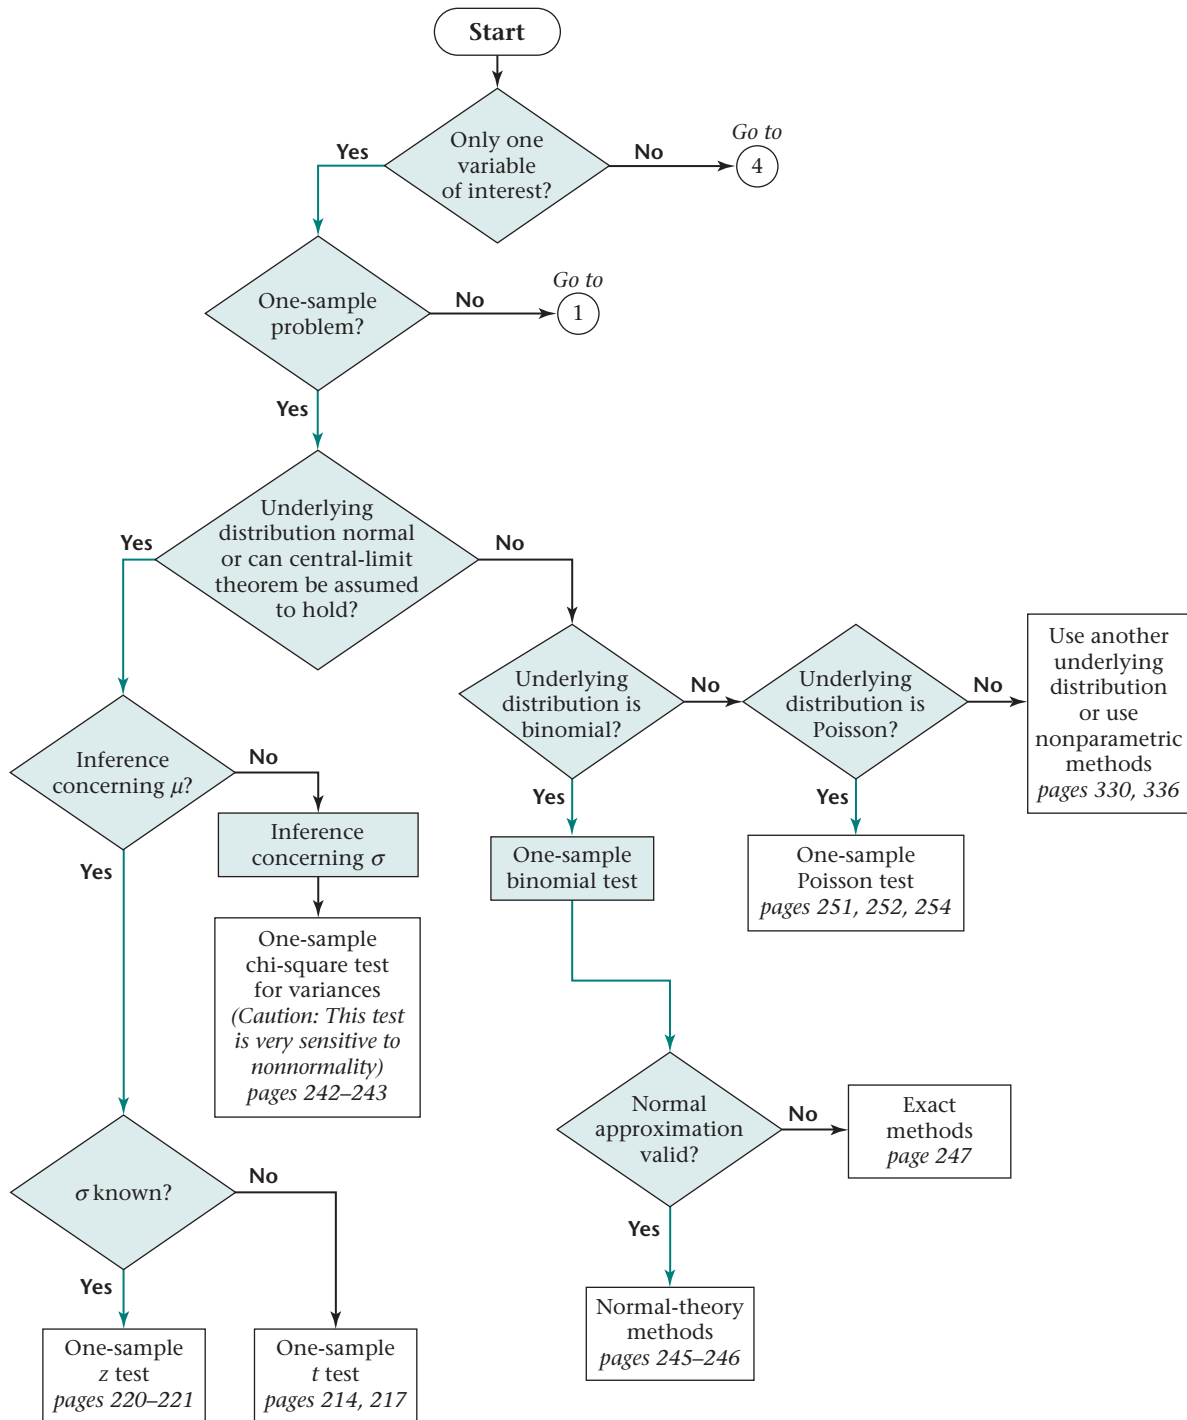 Start
Only one
variable
of interest?
Yes
No
Go to
4
One-sample
problem?
No
Go to
1
Yes
Underlying
distribution normal
or can central-limit
theorem be assumed
to hold?
Yes
No
Underlying
distribution is
binomial?
No
Underlying
distribution is
Poisson?
No
Use another
underlying
distribution
or use
nonparametric
methods
pages 330, 336
Inference
concerning μ?
No
Inference
concerning σ
Yes
One-sample
binomial test
Yes
One-sample
Poisson test
pages 251, 252, 254
Yes
One-sample
chi-square test
for variances
(Caution: This test
is very sensitive to
nonnormality)
pages 242–243
Normal
approximation
valid?
No
Exact
methods
page 247
σ known?
No
Yes
Normal-theory
methods
pages 245–246
Yes
One-sample
z test
pages 220–221
One-sample
t test
pages 214, 217